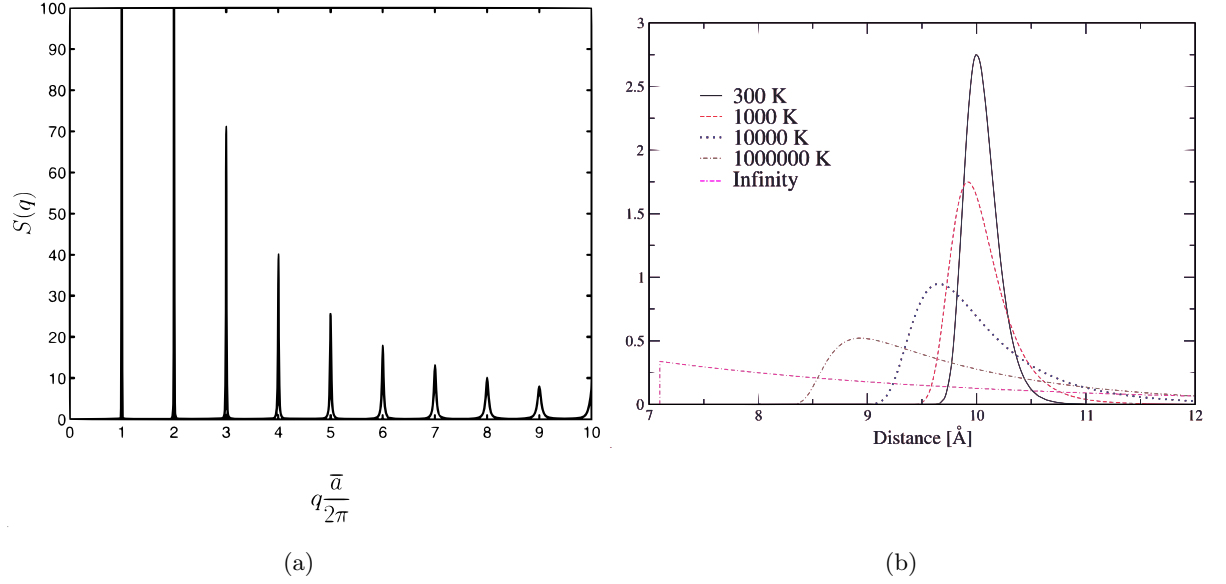 100
90
80
70
60
50
40
30
20
10
0
S(q)
0 1 2 3 4 5 6 7 8 9 10
q a̅/2π
(a)
3
2.5
2
1.5
1
0.5
0
300 K
1000 K
10000 K
1000000 K
Infinity
7 8 9 10 11 12
Distance [Å]
(b)